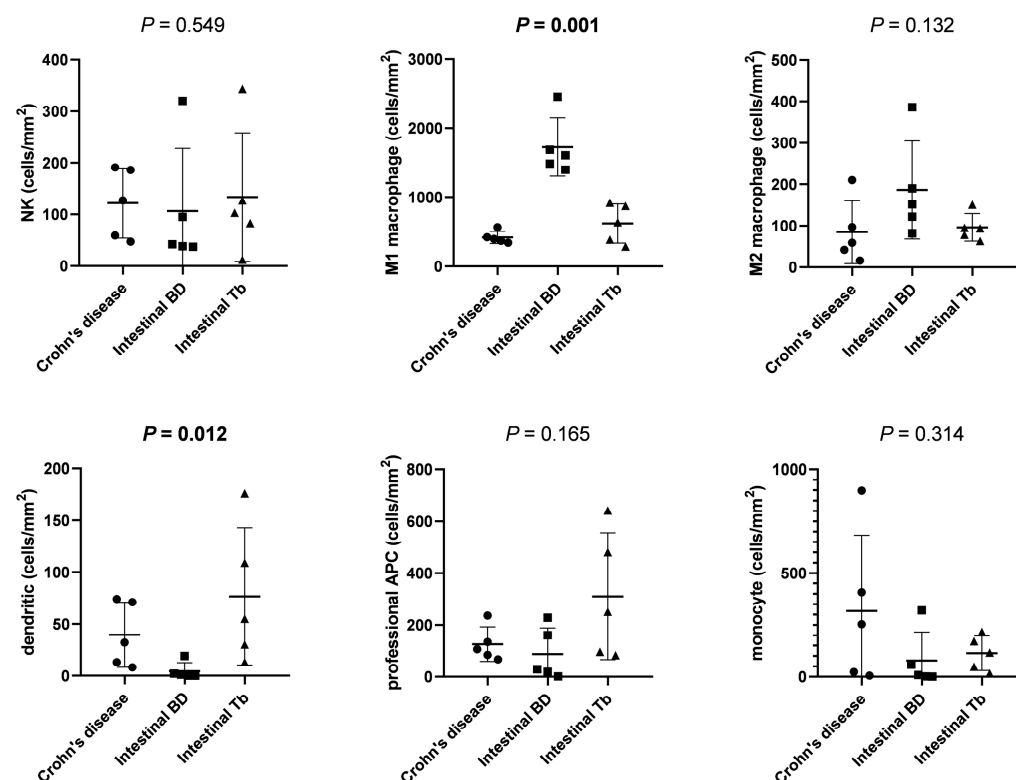 P = 0.549
NK (cells/mm²)
400
300
200
100
0
Crohn's disease
Intestinal BD
Intestinal Tb
P = 0.001
M1 macrophage (cells/mm²)
3000
2000
1000
0
Crohn's disease
Intestinal BD
Intestinal Tb
P = 0.132
M2 macrophage (cells/mm²)
500
400
300
200
100
0
Crohn's disease
Intestinal BD
Intestinal Tb
P = 0.012
dendritic (cells/mm²)
200
150
100
50
0
Crohn's disease
Intestinal BD
Intestinal Tb
P = 0.165
professional APC (cells/mm²)
800
600
400
200
0
Crohn's disease
Intestinal BD
Intestinal Tb
P = 0.314
monocyte (cells/mm²)
1000
500
0
Crohn's disease
Intestinal BD
Intestinal Tb